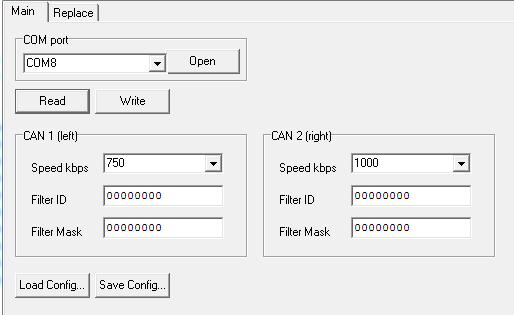 Main Replace
COM port
COM8 Open
Read Write
CAN 1 (left) CAN 2 (right)
Speed kbps 750 Speed kbps 1000
Filter ID 00000000 Filter ID 00000000
Filter Mask 00000000 Filter Mask 00000000
Load Config... Save Config...